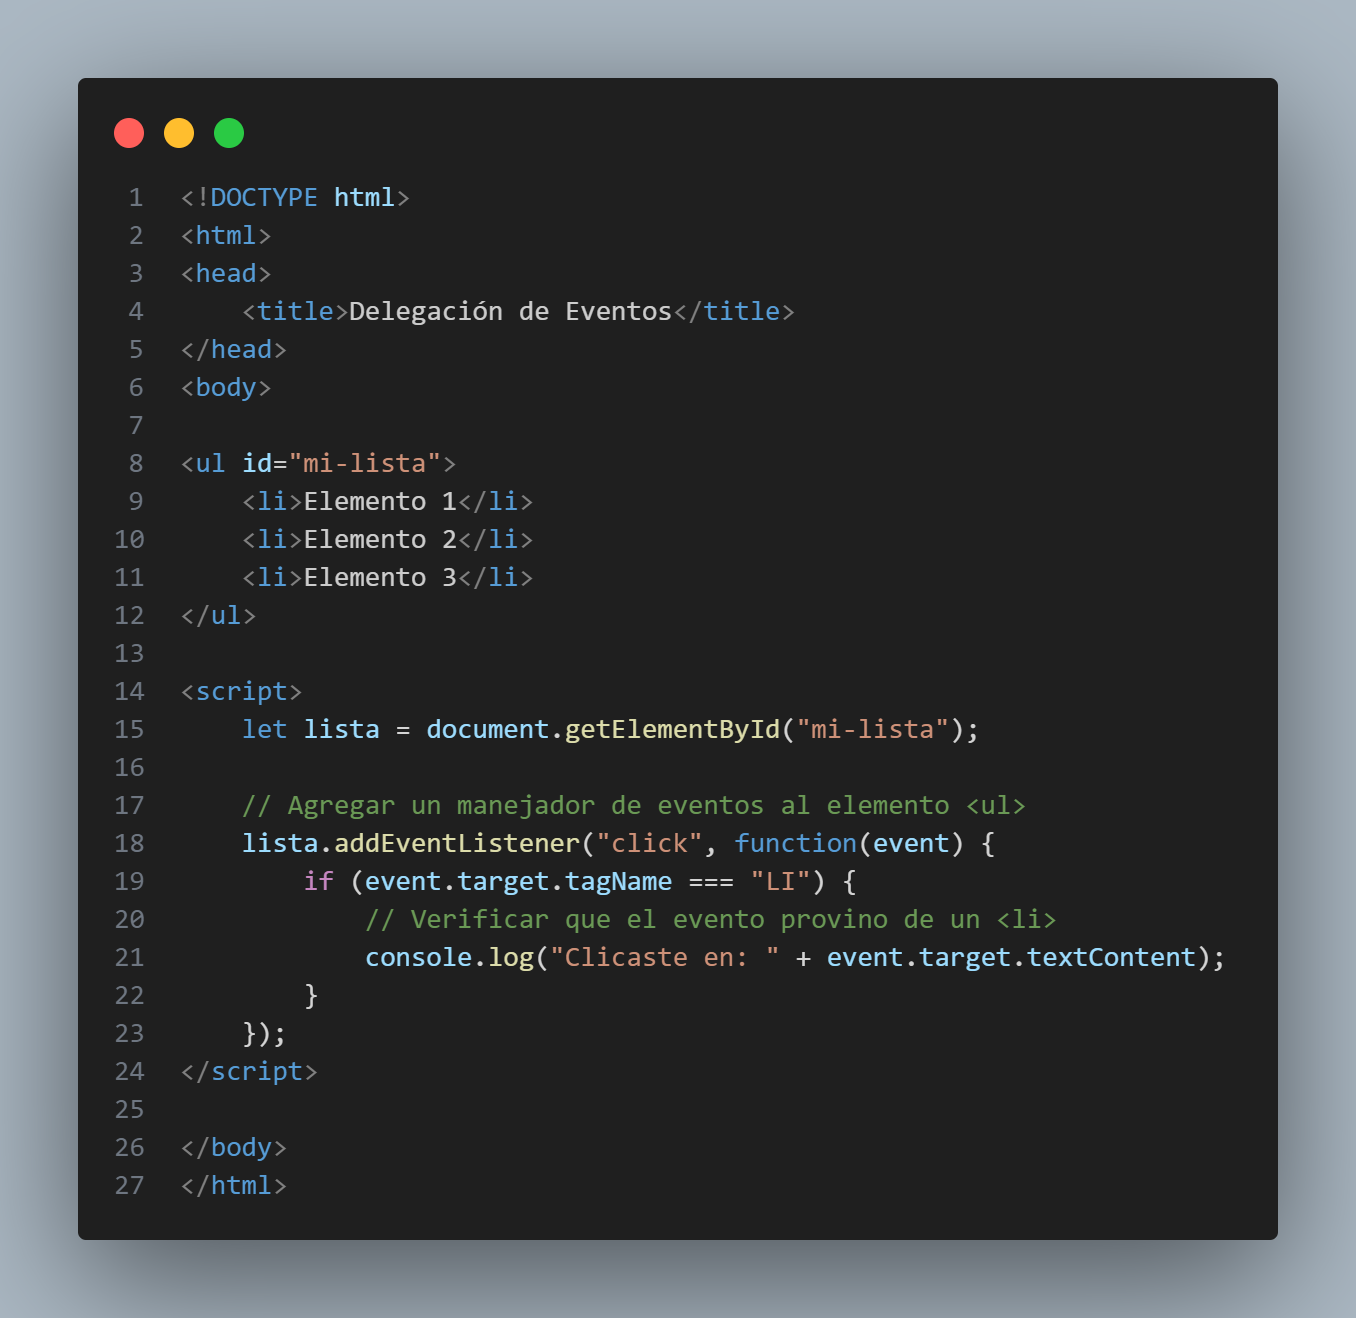 1 <!DOCTYPE html>
2 <html>
3 <head>
4     <title>Delegación de Eventos</title>
5 </head>
6 <body>
7
8 <ul id="mi-lista">
9     <li>Elemento 1</li>
10     <li>Elemento 2</li>
11     <li>Elemento 3</li>
12 </ul>
13
14 <script>
15     let lista = document.getElementById("mi-lista");
16
17     // Agregar un manejador de eventos al elemento <ul>
18     lista.addEventListener("click", function(event) {
19         if (event.target.tagName === "LI") {
20             // Verificar que el evento provino de un <li>
21             console.log("Clicaste en: " + event.target.textContent);
22         }
23     });
24 </script>
25
26 </body>
27 </html>